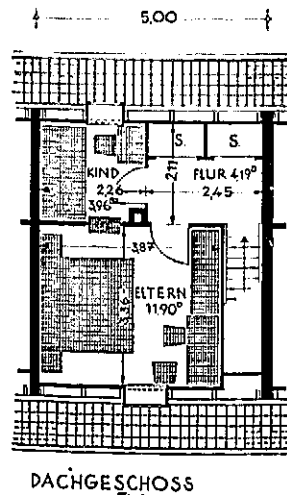 5,00
S. S.
KIND FLUR 4,19°
2,26 2,45
3,96°
2,11
3,87
ELTERN
11,90°
3,36
DACHGESCHOSS